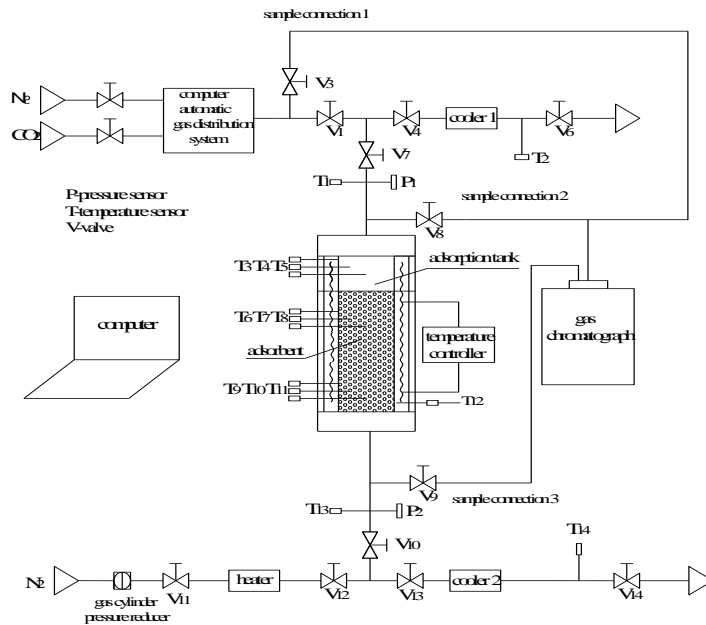 sample connection 1
N2
CO2
computer
automatic
gas distribution
system
V3
V1
V4
cooler 1
V6
T2
V7
T1
P1
P-pressure sensor
T-temperature sensor
V-valve
sample connection 2
V8
T3 T4 T5
adsorption tank
computer
T6 T7 T8
adsorbent
temperature
controller
gas
chromatograph
T9 T10 T11
T12
V9
sample connection 3
T13
P2
V10
T14
N2
heater
cooler 2
V11
V12
V13
V14
gas cylinder
pressure reducer